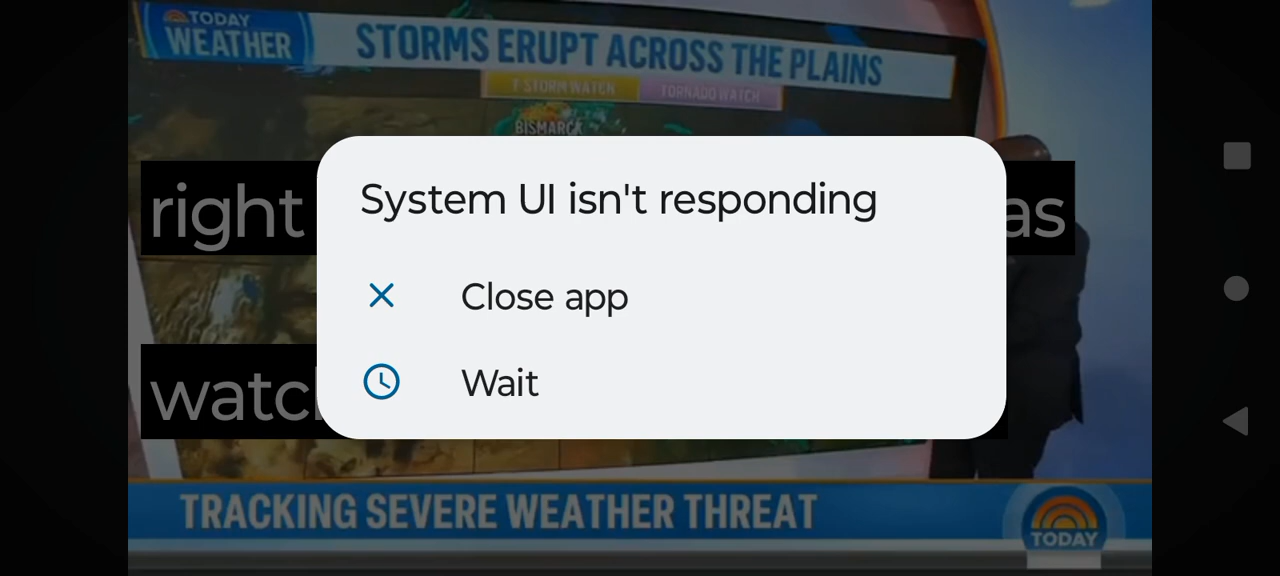 TODAY
WEATHER
STORMS ERUPT ACROSS THE PLAINS
T STORM WATCH
TORNADO WATCH
BISMARCK
System UI isn't responding
right
as
Close app
Wait
TRACKING SEVERE WEATHER THREAT
TODAY